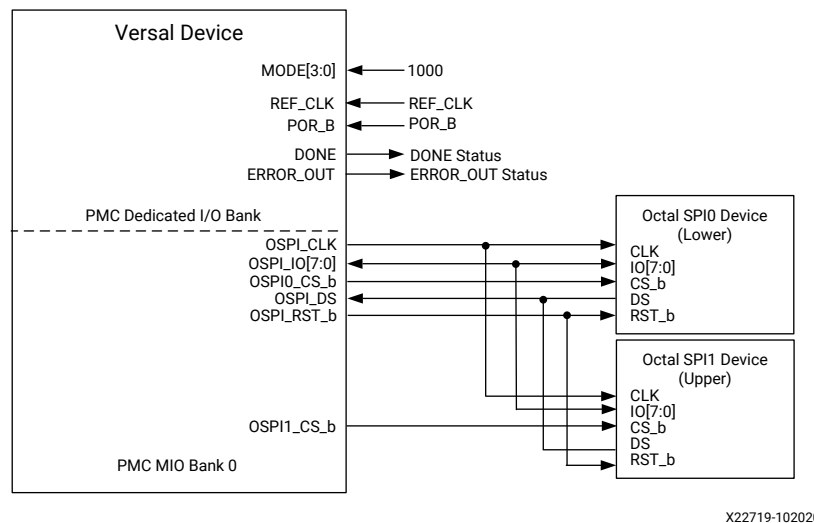 Versal Device
MODE[3:0]
1000
REF_CLK
REF_CLK
POR_B
POR_B
DONE
DONE Status
ERROR_OUT
ERROR_OUT Status
PMC Dedicated I/O Bank
OSPI_CLK
OSPI_IO[7:0]
OSPI0_CS_b
OSPI_DS
OSPI_RST_b
Octal SPI0 Device
(Lower)
CLK
IO[7:0]
CS_b
DS
RST_b
Octal SPI1 Device
(Upper)
CLK
IO[7:0]
CS_b
DS
RST_b
OSPI1_CS_b
PMC MIO Bank 0
X22719-102020